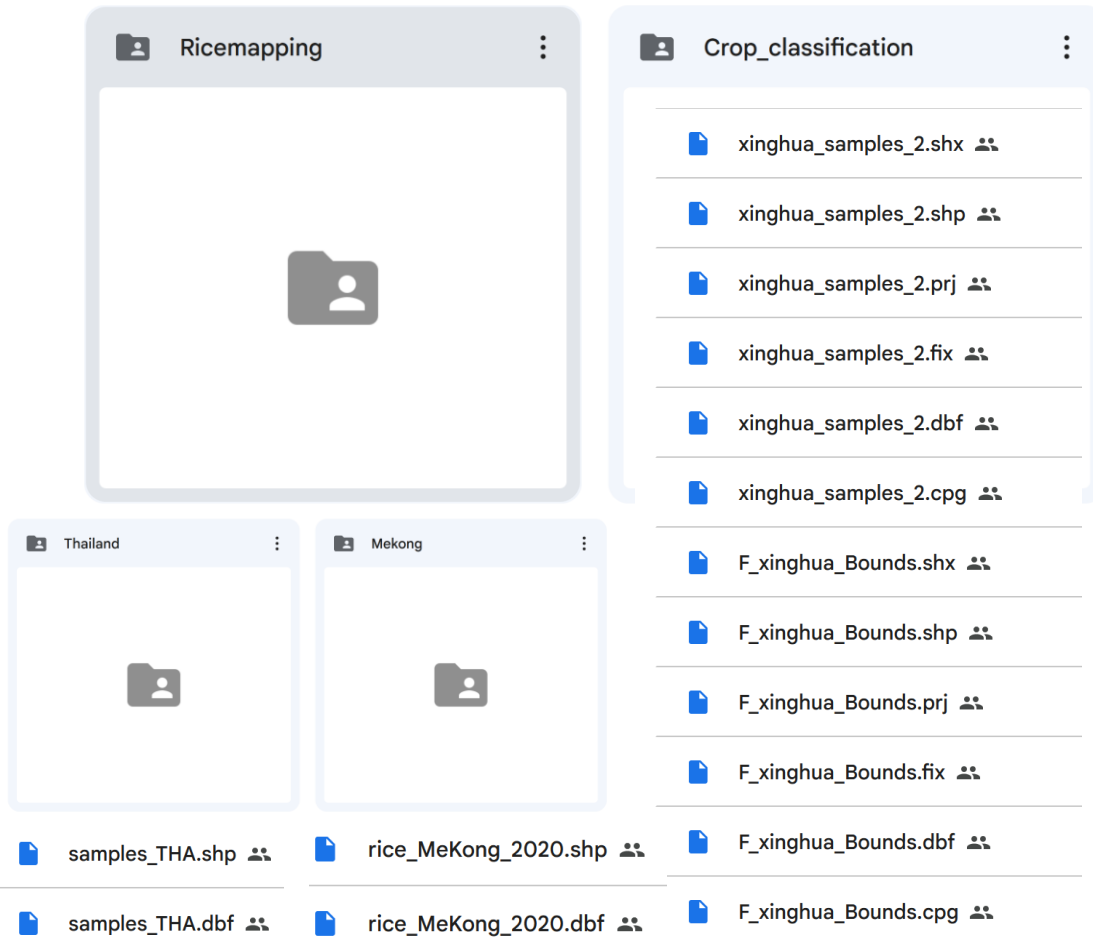 Ricemapping
Crop_classification
xinghua_samples_2.shx
xinghua_samples_2.shp
xinghua_samples_2.prj
xinghua_samples_2.fix
xinghua_samples_2.dbf
xinghua_samples_2.cpg
F_xinghua_Bounds.shx
F_xinghua_Bounds.shp
F_xinghua_Bounds.prj
F_xinghua_Bounds.fix
F_xinghua_Bounds.dbf
F_xinghua_Bounds.cpg
Thailand
Mekong
samples_THA.shp
samples_THA.dbf
rice_MeKong_2020.shp
rice_MeKong_2020.dbf